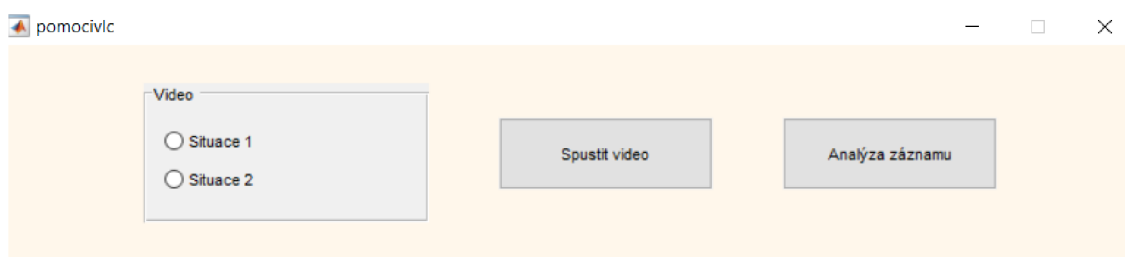 pomocivlc
Video
Situace 1
Situace 2
Spustit video
Analýza záznamu